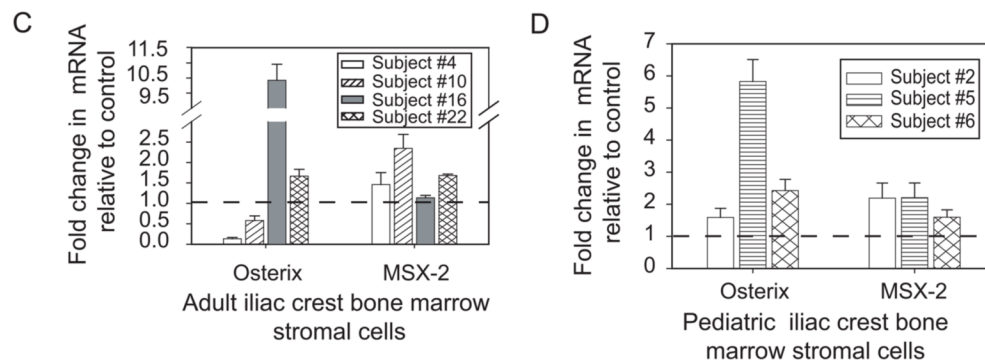 C
Fold change in mRNA
relative to control
11.5
10.5
9.5
2.5
2.0
1.5
1.0
0.5
0.0
Subject #4
Subject #10
Subject #16
Subject #22
Osterix MSX-2
Adult iliac crest bone marrow
stromal cells
D
Fold change in mRNA
relative to control
7
6
5
4
3
2
1
0
Subject #2
Subject #5
Subject #6
Osterix MSX-2
Pediatric iliac crest bone
marrow stromal cells